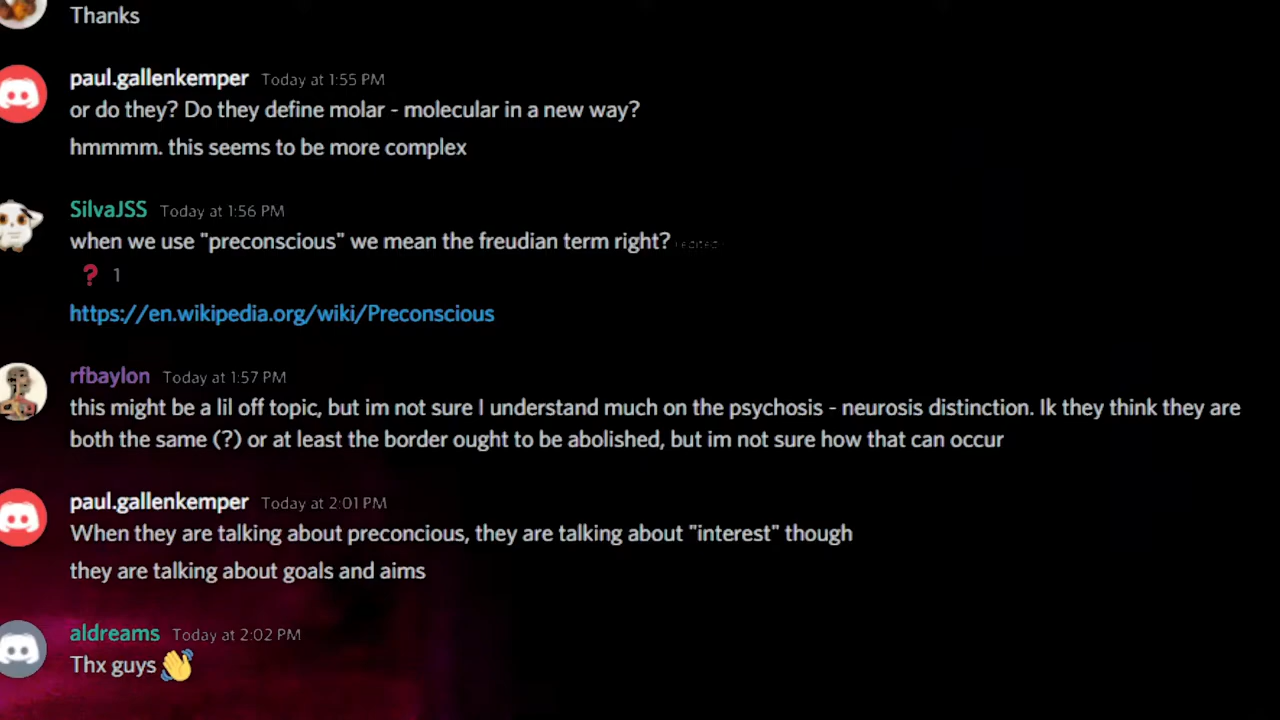 Thanks
paul.gallenkemper Today at 1:55 PM
or do they? Do they define molar - molecular in a new way?
hmmmm. this seems to be more complex
SilvaJSS Today at 1:56 PM
when we use "preconscious" we mean the freudian term right? (edited)
? 1
https://en.wikipedia.org/wiki/Preconscious
rfbaylon Today at 1:57 PM
this might be a lil off topic, but im not sure I understand much on the psychosis - neurosis distinction. Ik they think they are
both the same (?) or at least the border ought to be abolished, but im not sure how that can occur
paul.gallenkemper Today at 2:01 PM
When they are talking about preconcious, they are talking about "interest" though
they are talking about goals and aims
aldreams Today at 2:02 PM
Thx guys 👋